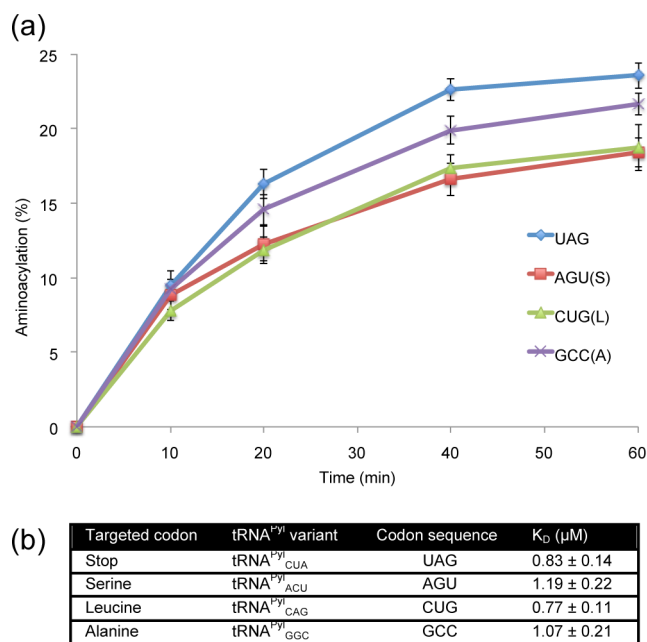 (a)
25
20
15
10
5
0
Aminoacylation (%)
UAG
AGU(S)
CUG(L)
GCC(A)
0 10 20 30 40 50 60
Time (min)
(b)
Targeted codon tRNA^Pyl variant Codon sequence K_D (μM)
Stop tRNA^Pyl_CUA UAG 0.83 ± 0.14
Serine tRNA^Pyl_ACU AGU 1.19 ± 0.22
Leucine tRNA^Pyl_CAG CUG 0.77 ± 0.11
Alanine tRNA^Pyl_GGC GCC 1.07 ± 0.21